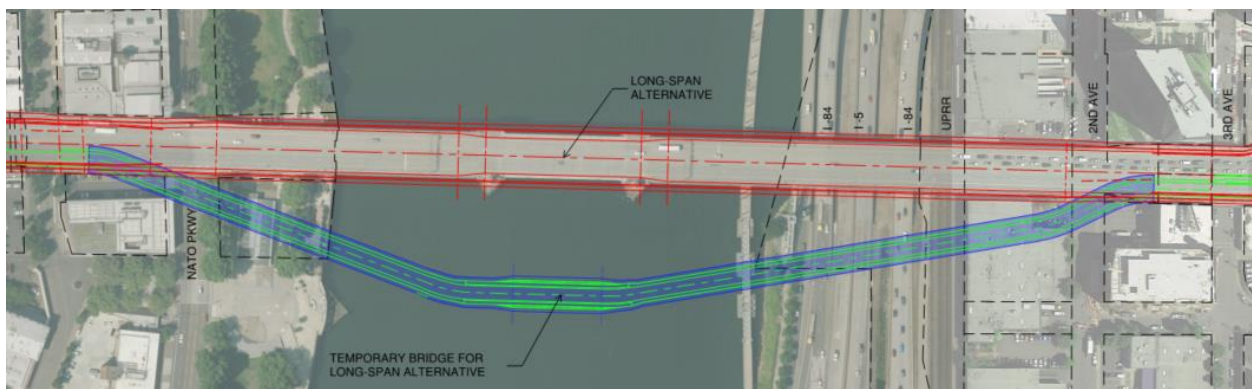 LONG-SPAN
ALTERNATIVE
I-84
I-5
I-84
UPRR
2ND AVE
3RD AVE
NATO PKWY
TEMPORARY BRIDGE FOR
LONG-SPAN ALTERNATIVE